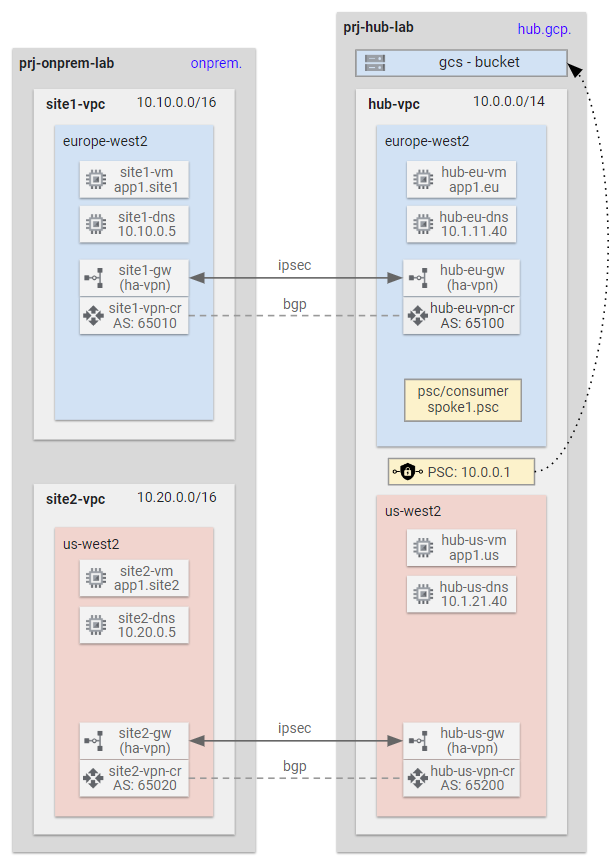 prj-onprem-lab
onprem.
site1-vpc
10.10.0.0/16
europe-west2
site1-vm
app1.site1
site1-dns
10.10.0.5
site1-gw
(ha-vpn)
site1-vpn-cr
AS: 65010
site2-vpc
10.20.0.0/16
us-west2
site2-vm
app1.site2
site2-dns
10.20.0.5
site2-gw
(ha-vpn)
site2-vpn-cr
AS: 65020
ipsec
bgp
ipsec
bgp
prj-hub-lab
hub.gcp.
gcs - bucket
hub-vpc
10.0.0.0/14
europe-west2
hub-eu-vm
app1.eu
hub-eu-dns
10.1.11.40
hub-eu-gw
(ha-vpn)
hub-eu-vpn-cr
AS: 65100
psc/consumer
spoke1.psc
PSC: 10.0.0.1
us-west2
hub-us-vm
app1.us
hub-us-dns
10.1.21.40
hub-us-gw
(ha-vpn)
hub-us-vpn-cr
AS: 65200